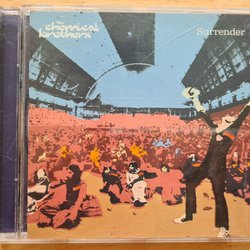 The
chemical
brothers
Surrender